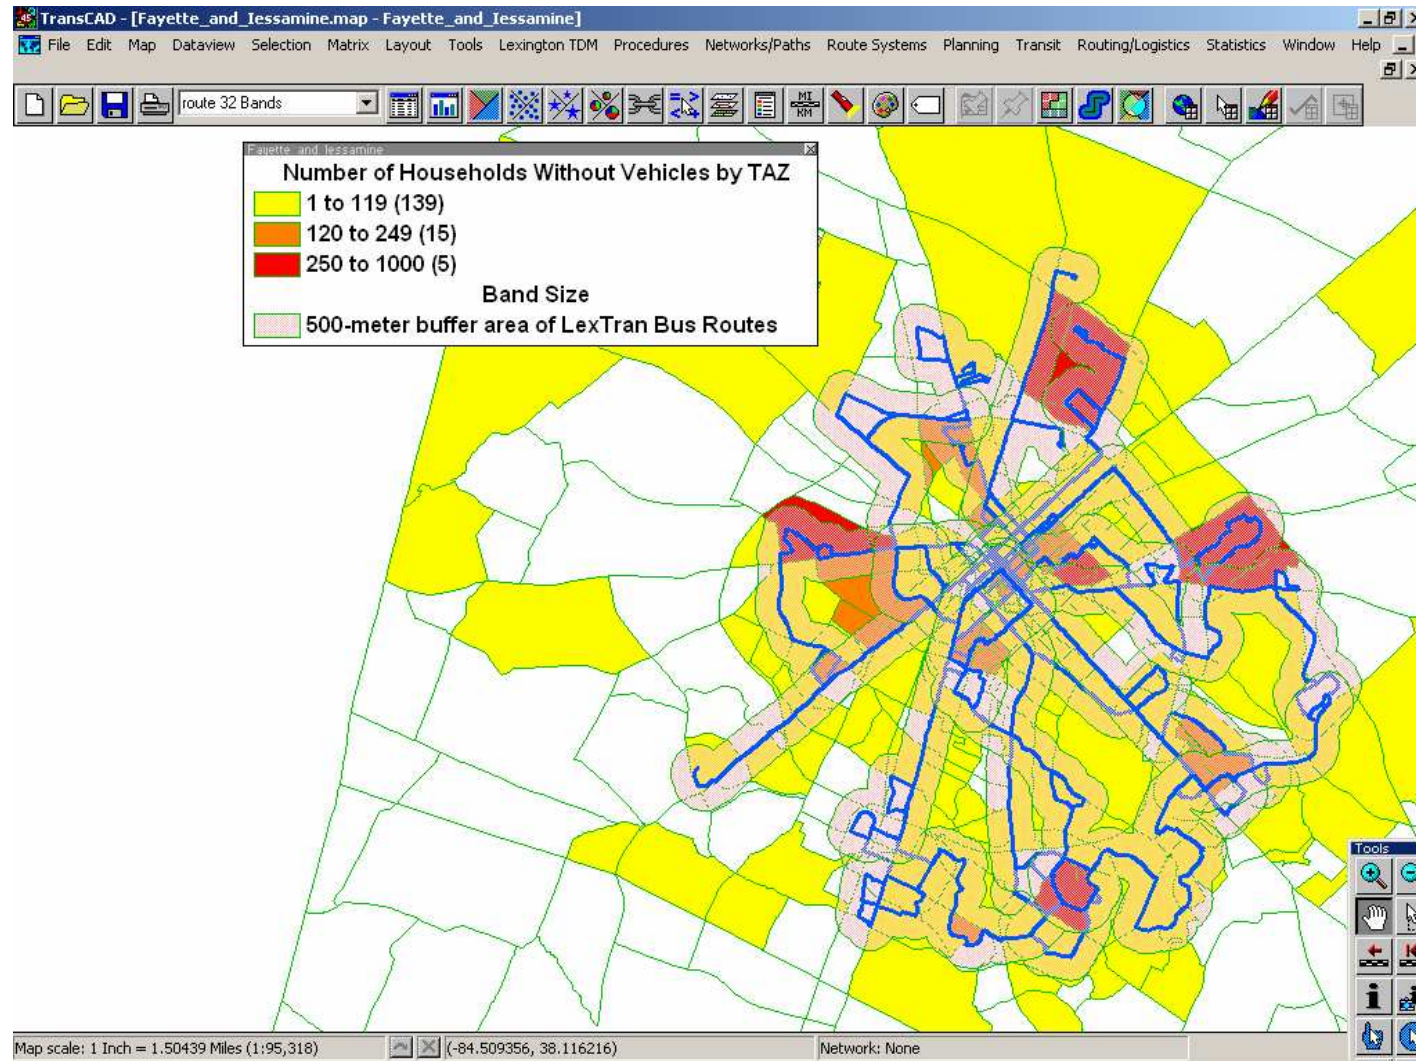 TransCAD - [Fayette_and_Iessamine.map - Fayette_and_Iessamine]
File Edit Map Dataview Selection Matrix Layout Tools Lexington TDM Procedures Networks/Paths Route Systems Planning Transit Routing/Logistics Statistics Window Help
route 32 Bands
MI
KM
Fayette_and_Iessamine
Number of Households Without Vehicles by TAZ
1 to 119 (139)
120 to 249 (15)
250 to 1000 (5)
Band Size
500-meter buffer area of LexTran Bus Routes
Tools
Map scale: 1 Inch = 1.50439 Miles (1:95,318)
(-84.509356, 38.116216)
Network: None